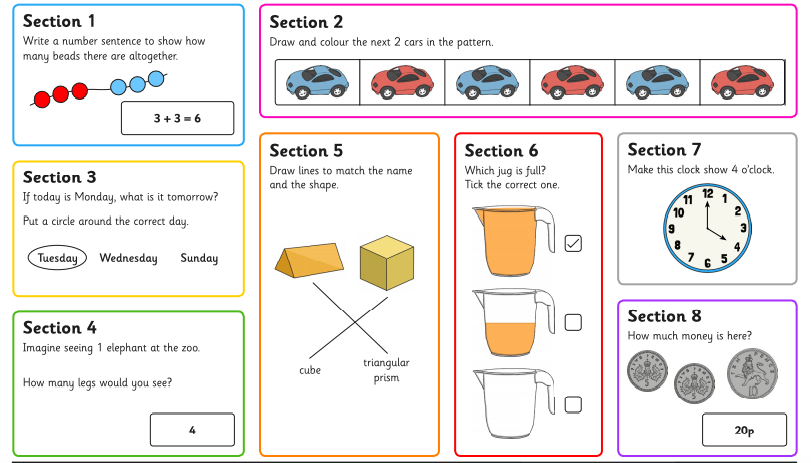 Section 1
Write a number sentence to show how
many beads there are altogether.
3 + 3 = 6
Section 2
Draw and colour the next 2 cars in the pattern.
Section 3
If today is Monday, what is it tomorrow?
Put a circle around the correct day.
Tuesday Wednesday Sunday
Section 4
Imagine seeing 1 elephant at the zoo.
How many legs would you see?
4
Section 5
Draw lines to match the name
and the shape.
cube
triangular
prism
Section 6
Which jug is full?
Tick the correct one.
Section 7
Make this clock show 4 o'clock.
12
11 1
10 2
9 3
8 4
7 5
6
Section 8
How much money is here?
5
5
10
20p